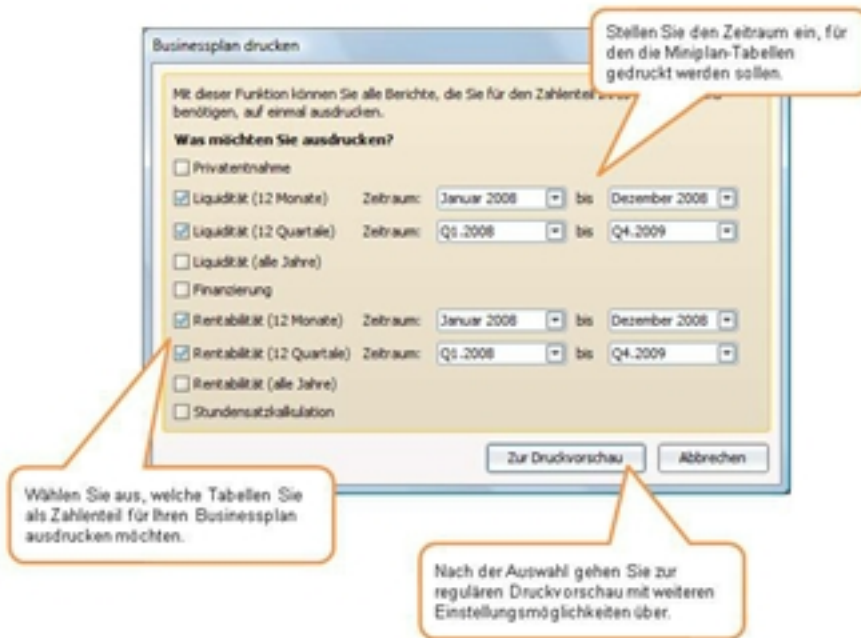 Businessplan drucken
Stellen Sie den Zeitraum ein, für
den die Miniplan-Tabellen
gedruckt werden sollen.
Mit dieser Funktion können Sie alle Berichte, die Sie für den Zahlenteil
benötigen, auf einmal ausdrucken.
Was möchten Sie ausdrucken?
Privatentnahme
Liquidität (12 Monate) Zeitraum: Januar 2008 bis Dezember 2008
Liquidität (12 Quartale) Zeitraum: Q1.2008 bis Q4.2009
Liquidität (alle Jahre)
Finanzierung
Rentabilität (12 Monate) Zeitraum: Januar 2008 bis Dezember 2008
Rentabilität (12 Quartale) Zeitraum: Q1.2008 bis Q4.2009
Rentabilität (alle Jahre)
Stundensatzkalkulation
Zur Druckvorschau Abbrechen
Wählen Sie aus, welche Tabellen Sie
als Zahlenteil für Ihren Businessplan
ausdrucken möchten.
Nach der Auswahl gehen Sie zur
regulären Druckvorschau mit weiteren
Einstellungsmöglichkeiten über.